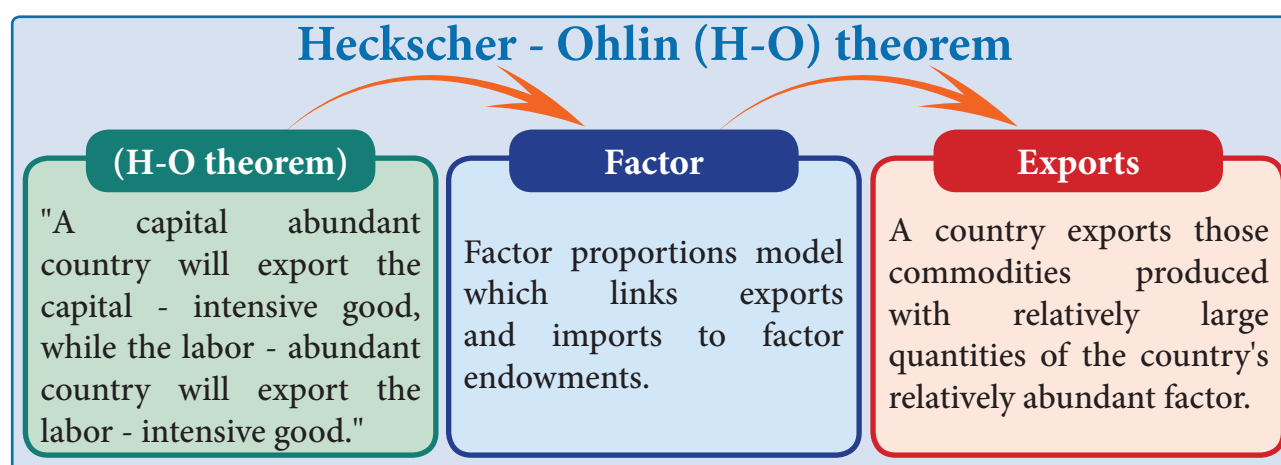 Heckscher - Ohlin (H-O) theorem
(H-O theorem)
"A capital abundant
country will export the
capital - intensive good,
while the labor - abundant
country will export the
labor - intensive good."
Factor
Factor proportions model
which links exports
and imports to factor
endowments.
Exports
A country exports those
commodities produced
with relatively large
quantities of the country's
relatively abundant factor.